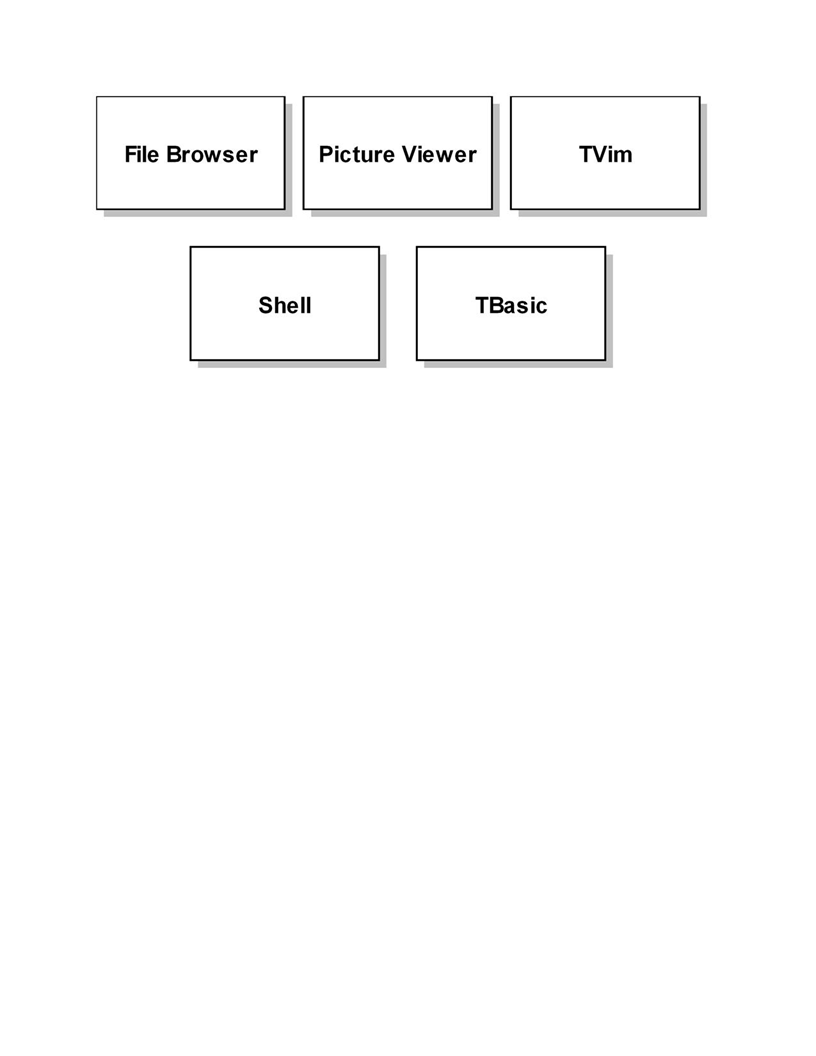 File Browser
Picture Viewer
TVim
Shell
TBasic